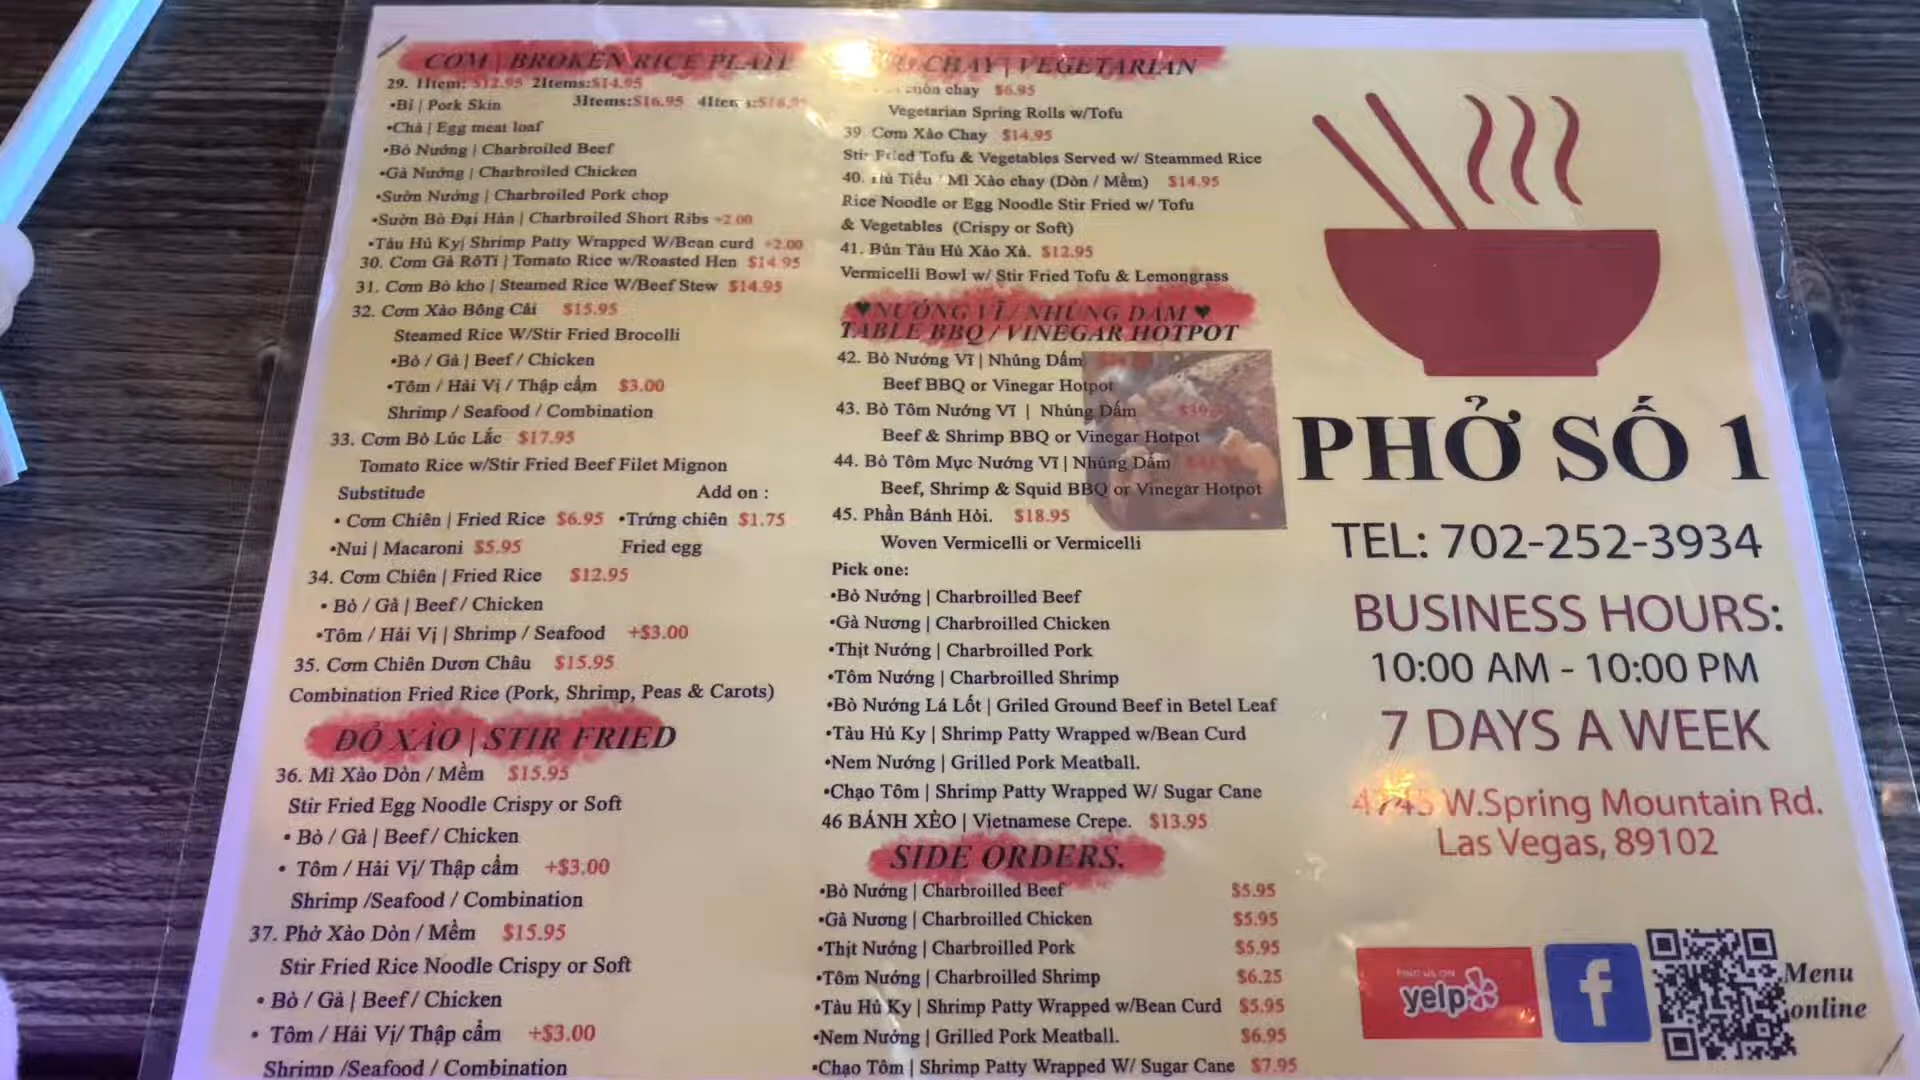 CƠM | BROKEN RICE PLATE
29. 1Item: $12.95 2Items:$14.95
•Bì | Pork Skin 3Items:$16.95
•Chả | Egg meat loaf
•Bò Nướng | Charbroiled Beef
•Gà Nướng | Charbroiled Chicken
•Sườn Nướng | Charbroiled Pork chop
•Sườn Bò Đại Hàn | Charbroiled Short Ribs +2.00
•Tàu Hủ Ky| Shrimp Patty Wrapped W/Bean curd +2.00
30. Cơm Gà RôTi | Tomato Rice w/Roasted Hen $14.95
31. Cơm Bò kho | Steamed Rice W/Beef Stew $14.95
32. Cơm Xào Bông Cải $15.95
Steamed Rice W/Stir Fried Brocolli
•Bò / Gà | Beef / Chicken
•Tôm / Hải Vị / Thập cẩm $3.00
Shrimp / Seafood / Combination
33. Cơm Bò Lúc Lắc $17.95
Tomato Rice w/Stir Fried Beef Filet Mignon
Substitude Add on :
• Cơm Chiên | Fried Rice $6.95 •Trứng chiên $1.75
•Nui | Macaroni $5.95 Fried egg
34. Cơm Chiên | Fried Rice $12.95
• Bò / Gà | Beef / Chicken
•Tôm / Hải Vị | Shrimp / Seafood +$3.00
35. Cơm Chiên Dươn Châu $15.95
Combination Fried Rice (Pork, Shrimp, Peas & Carots)
ĐỒ XÀO | STIR FRIED
36. Mì Xào Dòn / Mềm $15.95
Stir Fried Egg Noodle Crispy or Soft
• Bò / Gà | Beef / Chicken
• Tôm / Hải Vị/ Thập cẩm +$3.00
Shrimp /Seafood / Combination
37. Phở Xào Dòn / Mềm $15.95
Stir Fried Rice Noodle Crispy or Soft
• Bò / Gà | Beef / Chicken
• Tôm / Hải Vị/ Thập cẩm +$3.00
Shrimp /Seafood / Combination
CHAY | VEGETARIAN
chay $6.95
Vegetarian Spring Rolls w/Tofu
39. Cơm Xào Chay $14.95
Stir Fried Tofu & Vegetables Served w/ Steammed Rice
40. Hủ Tiếu / Mì Xào chay (Dòn / Mềm) $14.95
Rice Noodle or Egg Noodle Stir Fried w/ Tofu
& Vegetables (Crispy or Soft)
41. Bún Tàu Hủ Xào Xả. $12.95
Vermicelli Bowl w/ Stir Fried Tofu & Lemongrass
♥NƯỚNG VĨ/ NHÚNG DẤM♥
TABLE BBQ / VINEGAR HOTPOT
42. Bò Nướng Vĩ | Nhúng Dấm
Beef BBQ or Vinegar Hotpot
43. Bò Tôm Nướng Vĩ | Nhúng Dấm
Beef & Shrimp BBQ or Vinegar Hotpot
44. Bò Tôm Mực Nướng Vĩ | Nhúng Dấm
Beef, Shrimp & Squid BBQ or Vinegar Hotpot
45. Phần Bánh Hỏi. $18.95
Woven Vermicelli or Vermicelli
Pick one:
•Bò Nướng | Charbroilled Beef
•Gà Nương | Charbroilled Chicken
•Thịt Nướng | Charbroilled Pork
•Tôm Nướng | Charbroilled Shrimp
•Bò Nướng Lá Lốt | Griled Ground Beef in Betel Leaf
•Tàu Hủ Ky | Shrimp Patty Wrapped w/Bean Curd
•Nem Nướng | Grilled Pork Meatball.
•Chạo Tôm | Shrimp Patty Wrapped W/ Sugar Cane
46 BÁNH XÈO | Vietnamese Crepe. $13.95
SIDE ORDERS.
•Bò Nướng | Charbroilled Beef $5.95
•Gà Nương | Charbroilled Chicken $5.95
•Thịt Nướng | Charbroilled Pork $5.95
•Tôm Nướng | Charbroilled Shrimp $6.25
•Tàu Hủ Ky | Shrimp Patty Wrapped w/Bean Curd $5.95
•Nem Nướng | Grilled Pork Meatball. $6.95
•Chạo Tôm | Shrimp Patty Wrapped W/ Sugar Cane $7.95
PHỞ SỐ 1
TEL: 702-252-3934
BUSINESS HOURS:
10:00 AM - 10:00 PM
7 DAYS A WEEK
4745 W.Spring Mountain Rd.
Las Vegas, 89102
FIND US ON
yelp
f
Menu
online